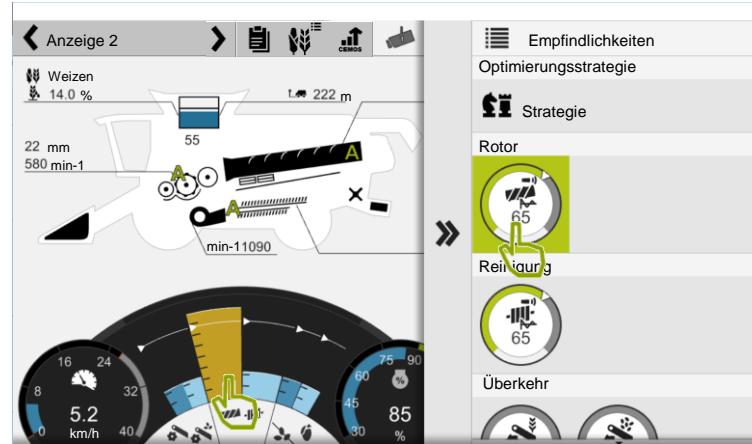 Anzeige 2
CEMOS
Weizen
14.0 %
222 m
55
22 mm
580 min-1
A
A
A
min-11090
16 24
8 32
0 40
5.2
km/h
75 90
60
45
30
%
85
%
Empfindlichkeiten
Optimierungsstrategie
Strategie
Rotor
65
Reinigung
65
Überkehr